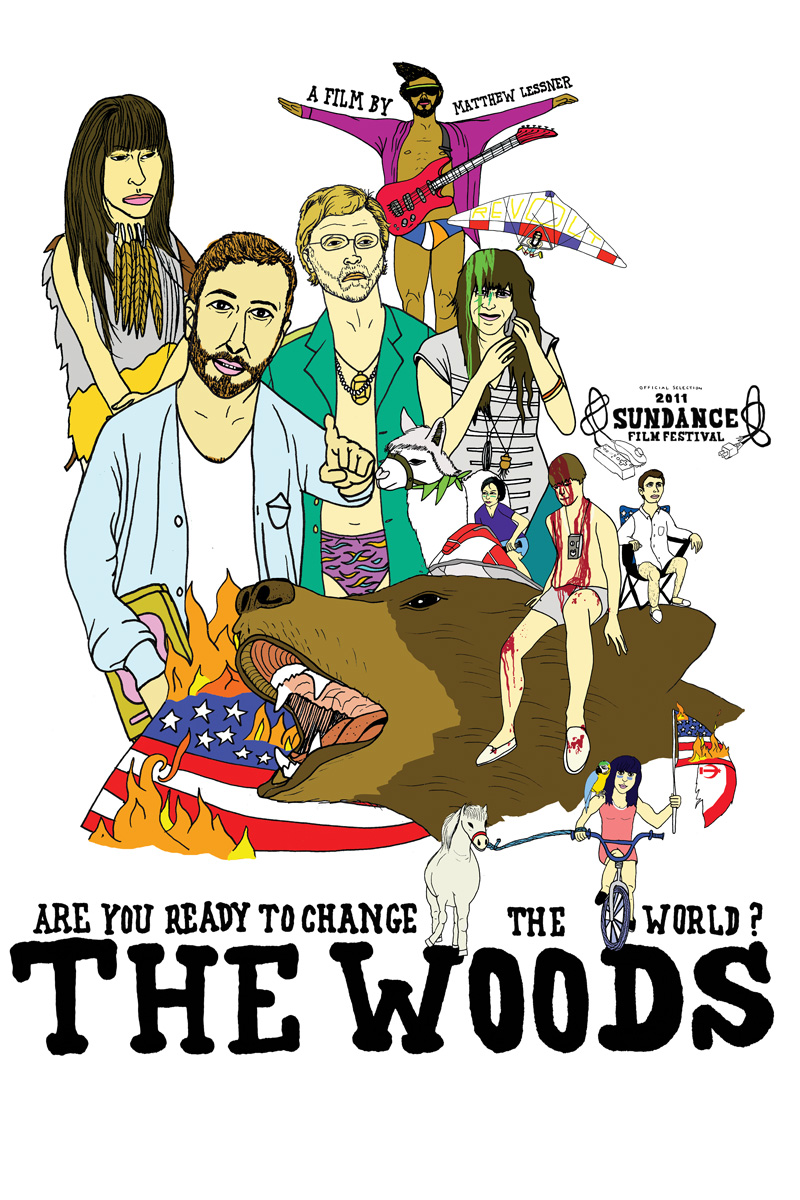 A FILM BY MATTHEW LESSNER
REVOLT
OFFICIAL SELECTION
2011
SUNDANCE
FILM FESTIVAL
ARE YOU READY TO CHANGE THE WORLD?
THE WOODS